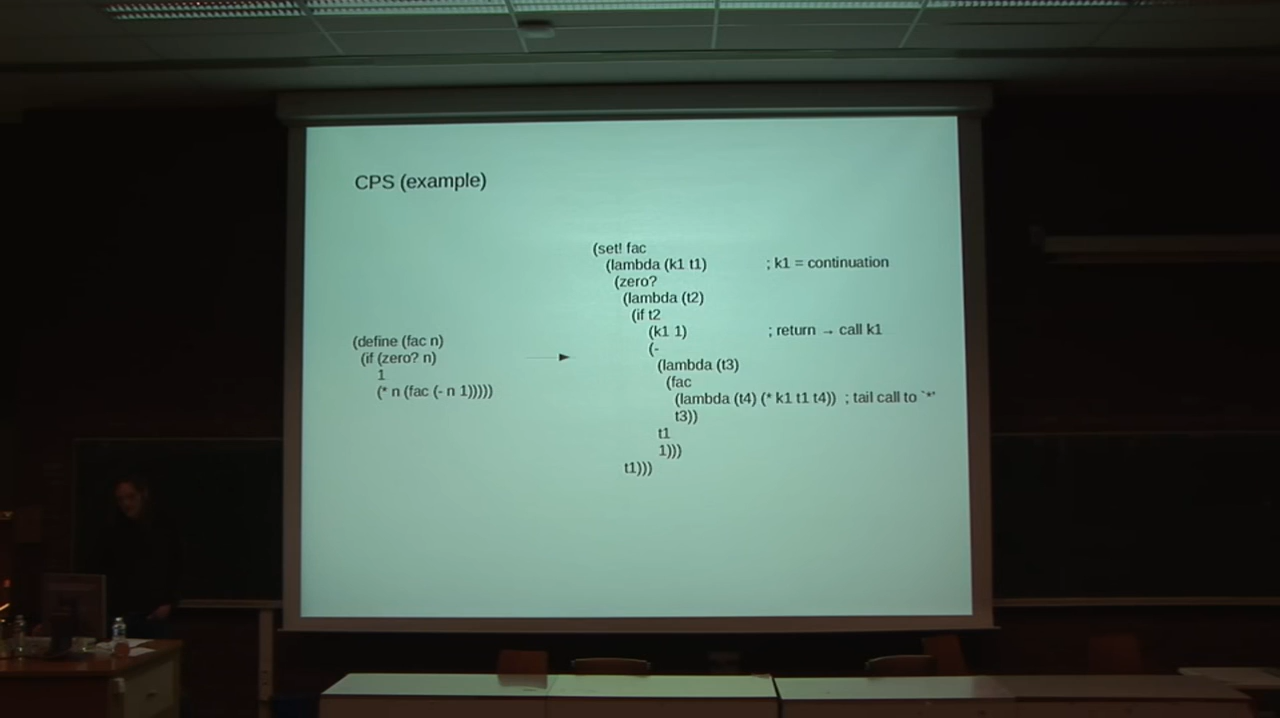 CPS (example)
(define (fac n)
(if (zero? n)
1
(* n (fac (- n 1)))))
(set! fac
(lambda (k1 t1) ; k1 = continuation
(zero?
(lambda (t2)
(if t2
(k1 1) ; return → call k1
(-
(lambda (t3)
(fac
(lambda (t4) (* k1 t1 t4)) ; tail call to `*'
t3))
t1
1)))
t1)))